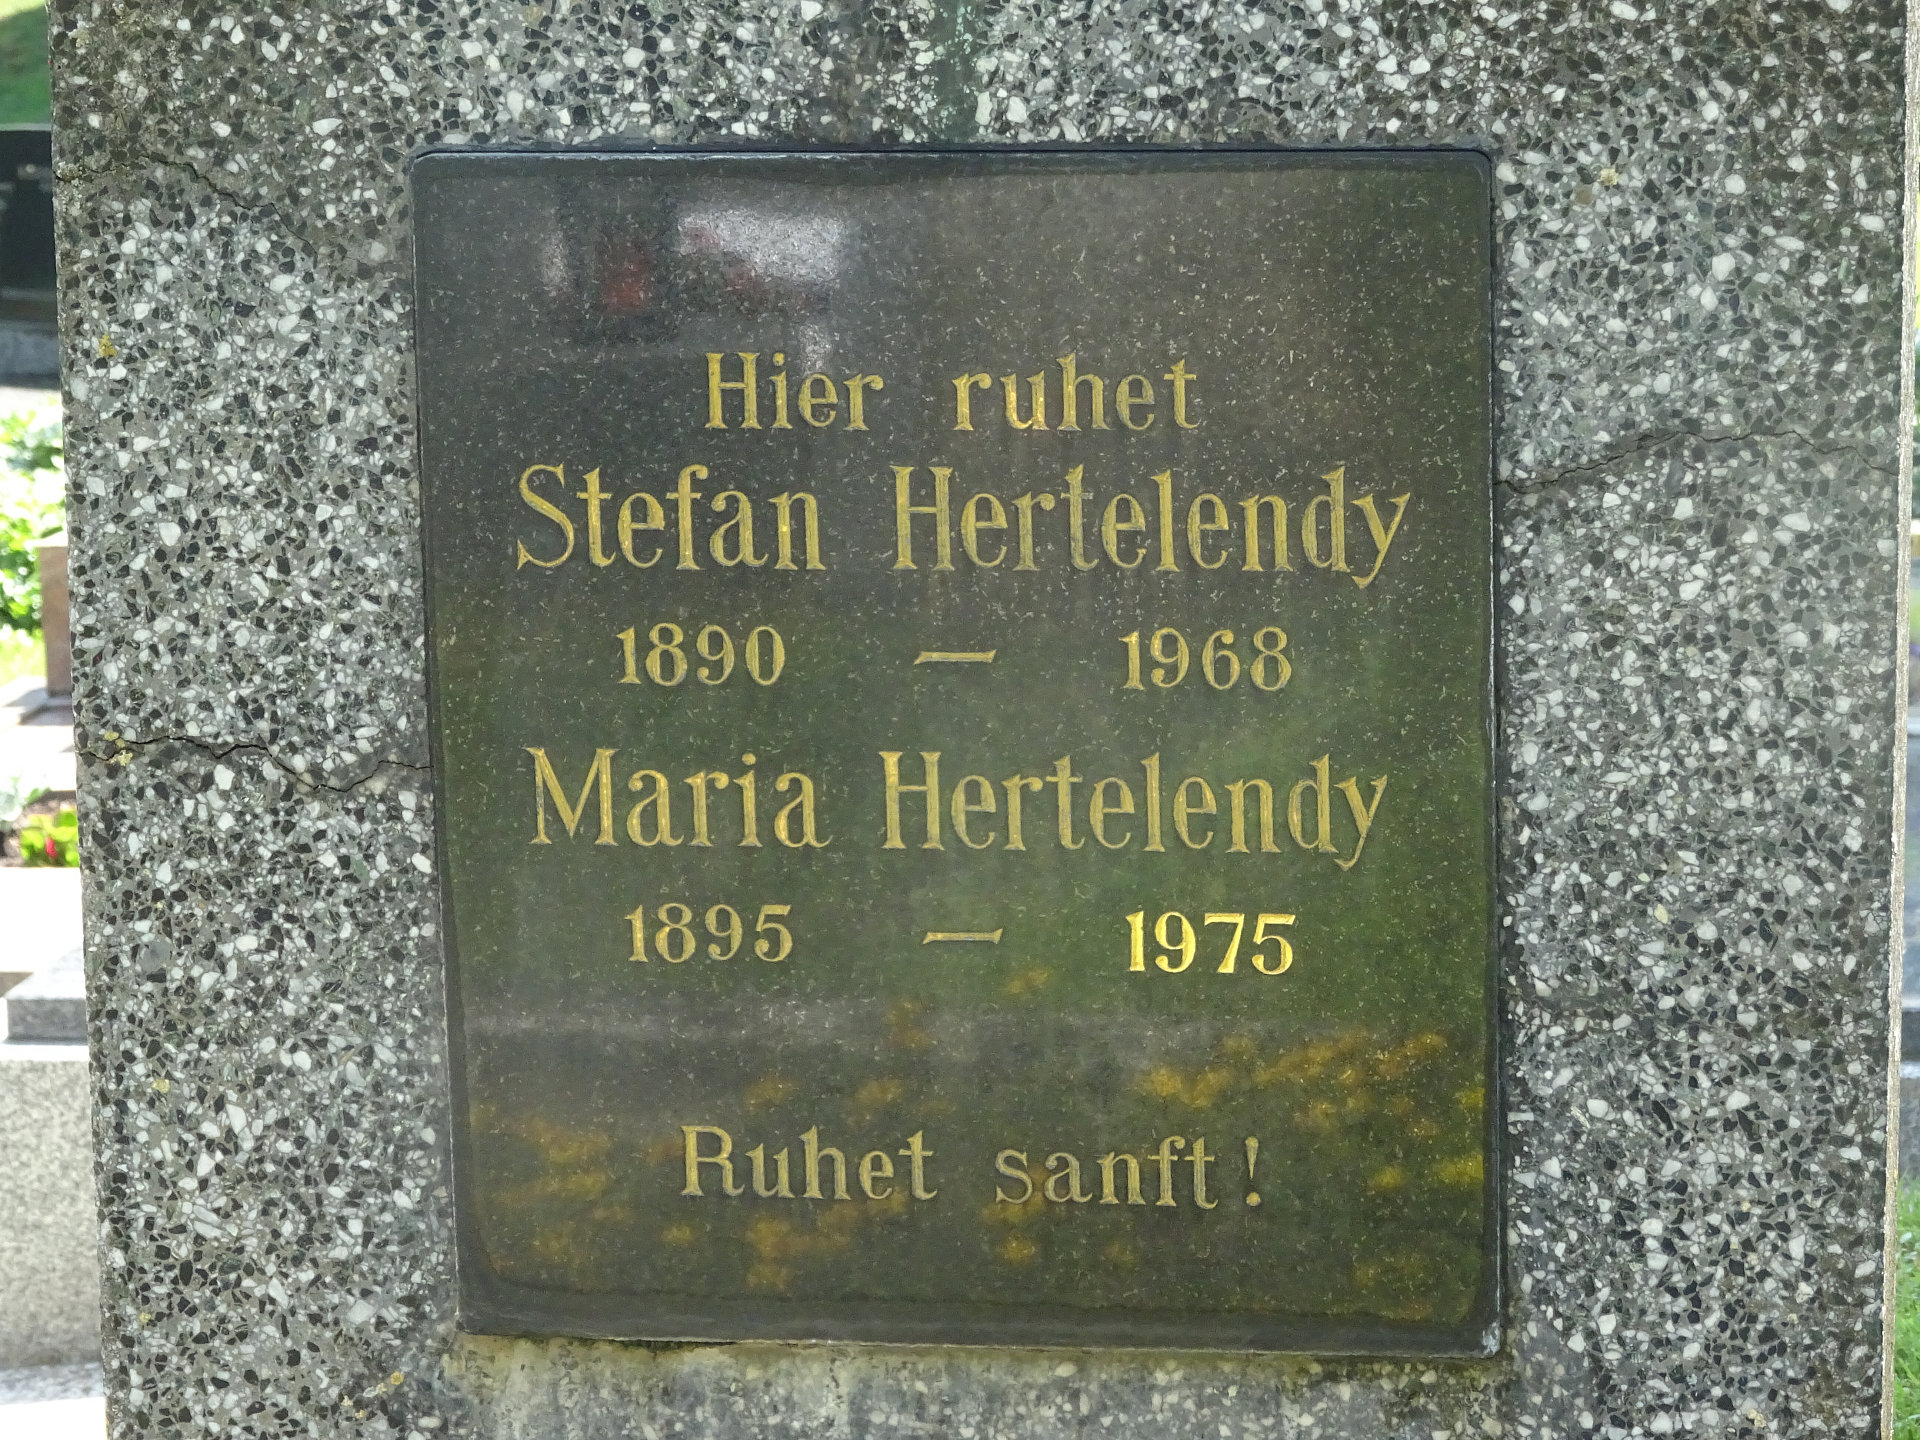 Hier ruhet
Stefan Hertelendy
1890 — 1968
Maria Hertelendy
1895 — 1975
Ruhet sanft!